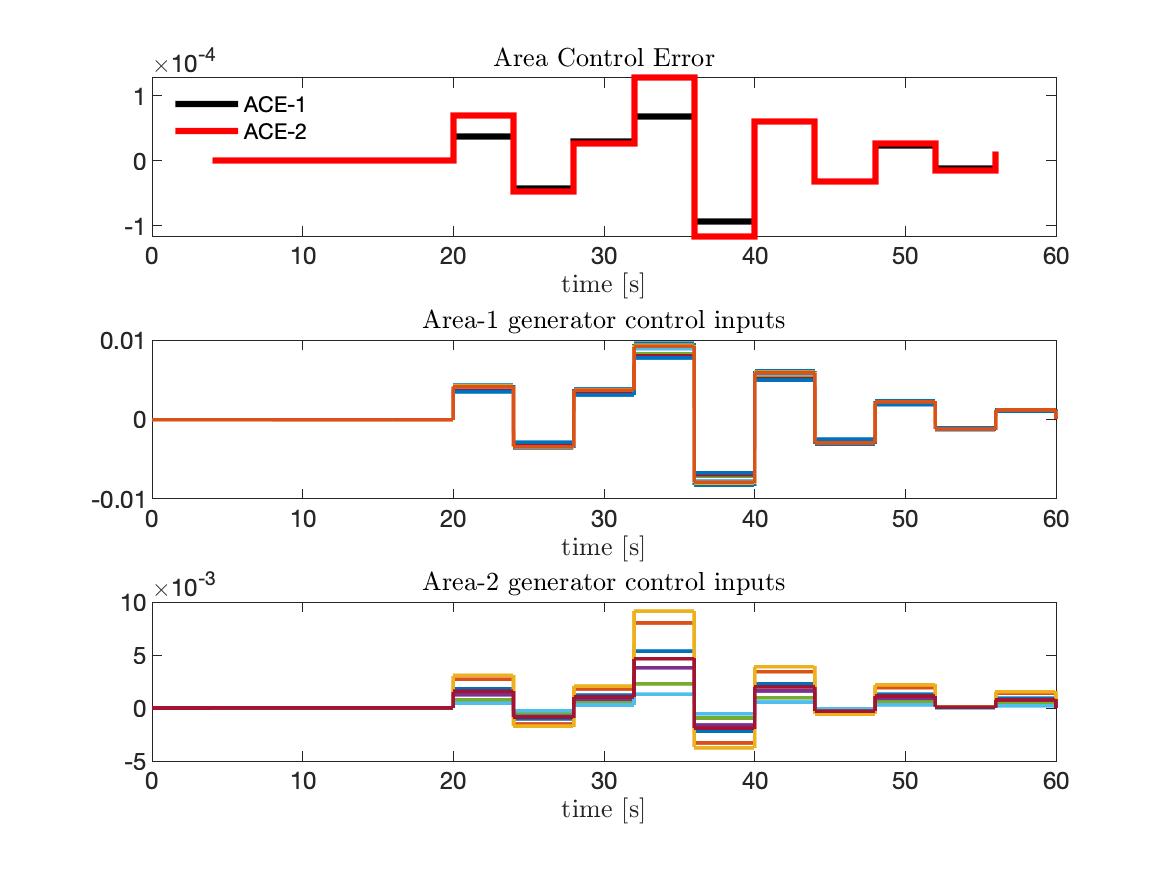 Area Control Error
×10-4
1
0
-1
ACE-1
ACE-2
0 10 20 30 40 50 60
time [s]
Area-1 generator control inputs
0.01
0
-0.01
0 10 20 30 40 50 60
time [s]
Area-2 generator control inputs
×10-3
10
5
0
-5
0 10 20 30 40 50 60
time [s]